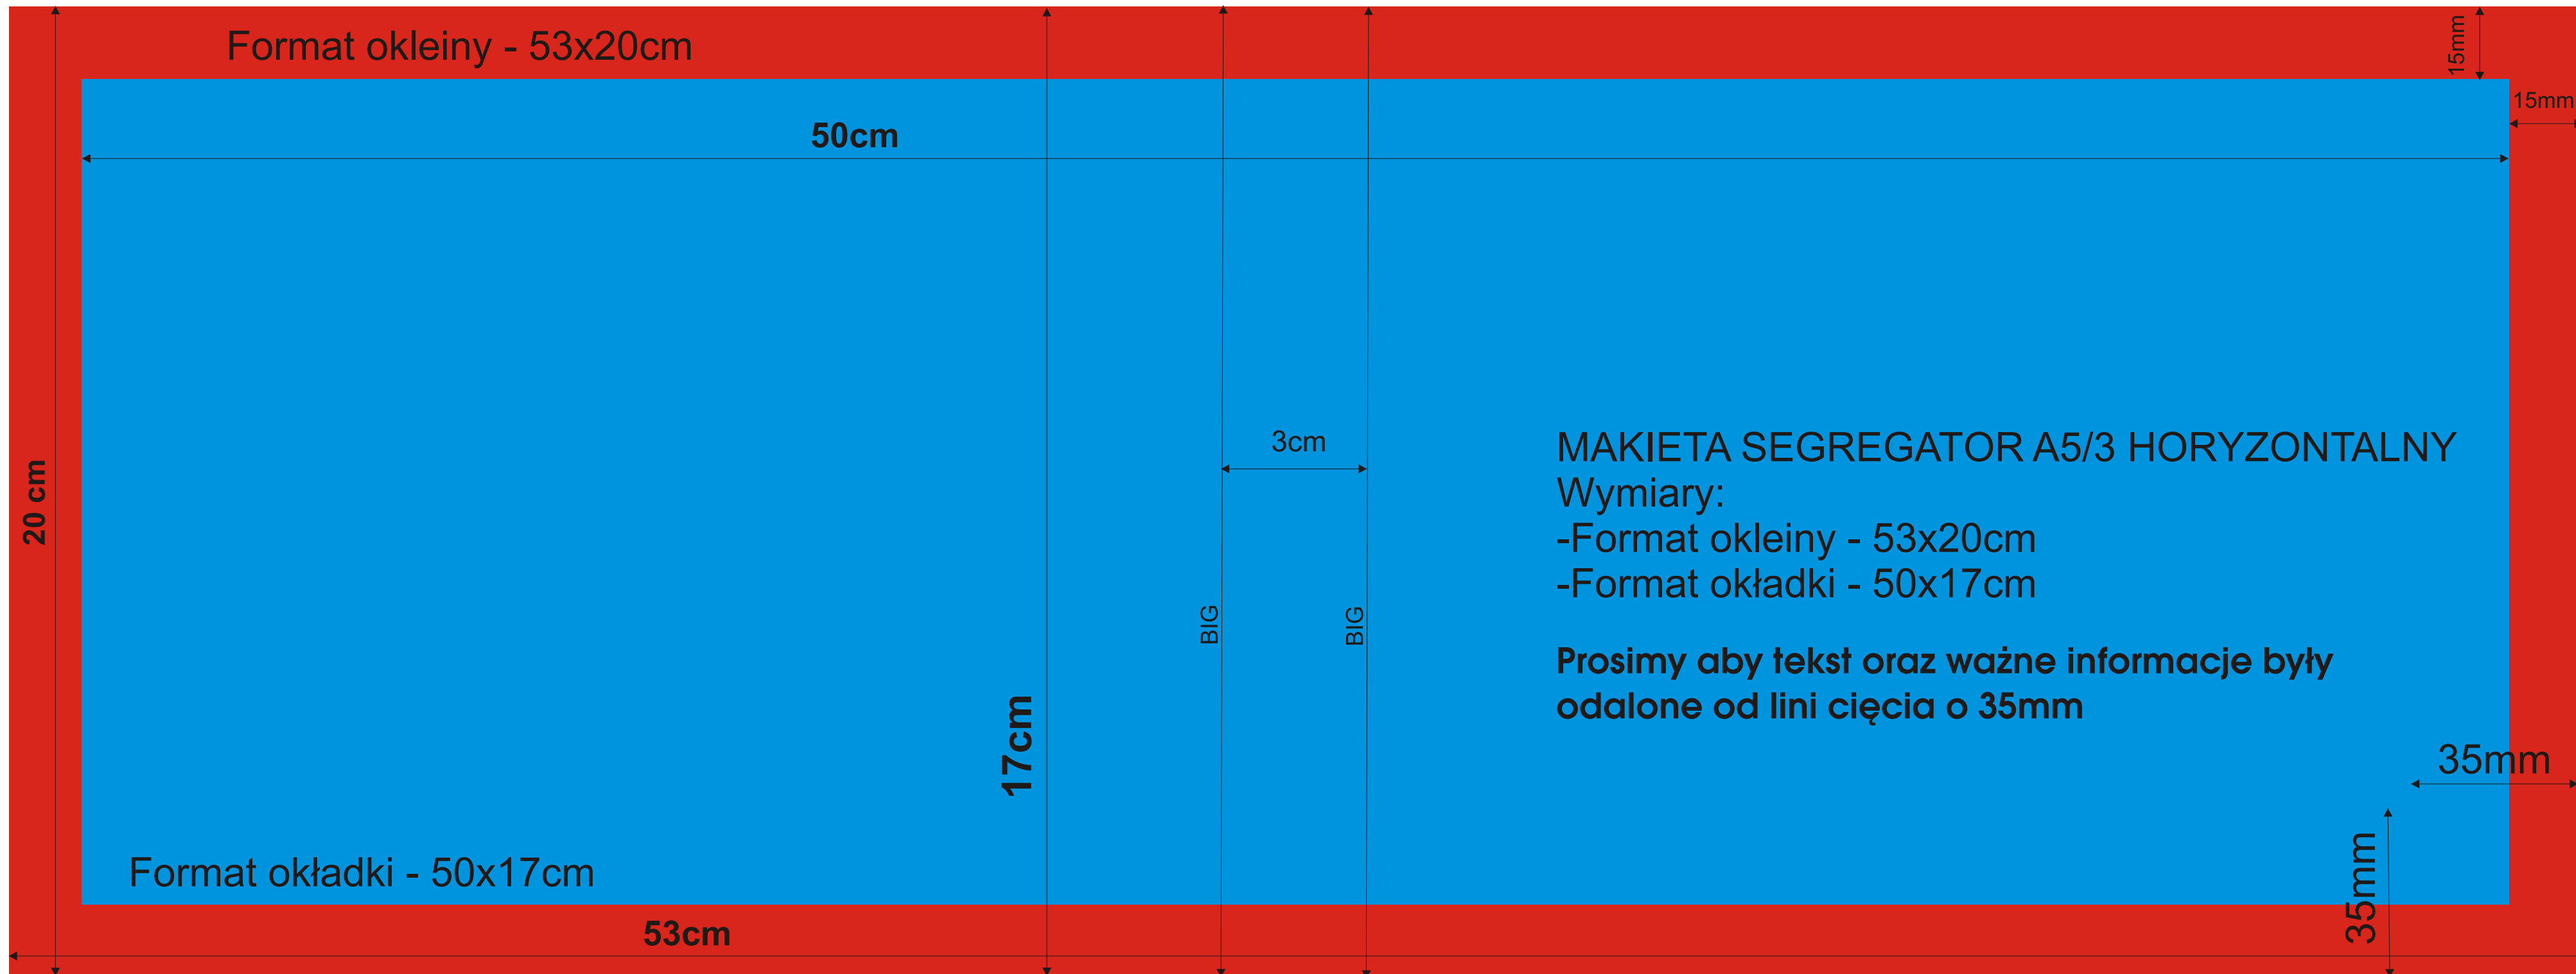 Format okleiny - 53x20cm
15mm
15mm
50cm
3cm
20 cm
MAKIETA SEGREGATOR A5/3 HORYZONTALNY
Wymiary:
-Format okleiny - 53x20cm
-Format okładki - 50x17cm
BIG
BIG
Prosimy aby tekst oraz ważne informacje były
odalone od lini cięcia o 35mm
17cm
35mm
35mm
Format okładki - 50x17cm
53cm